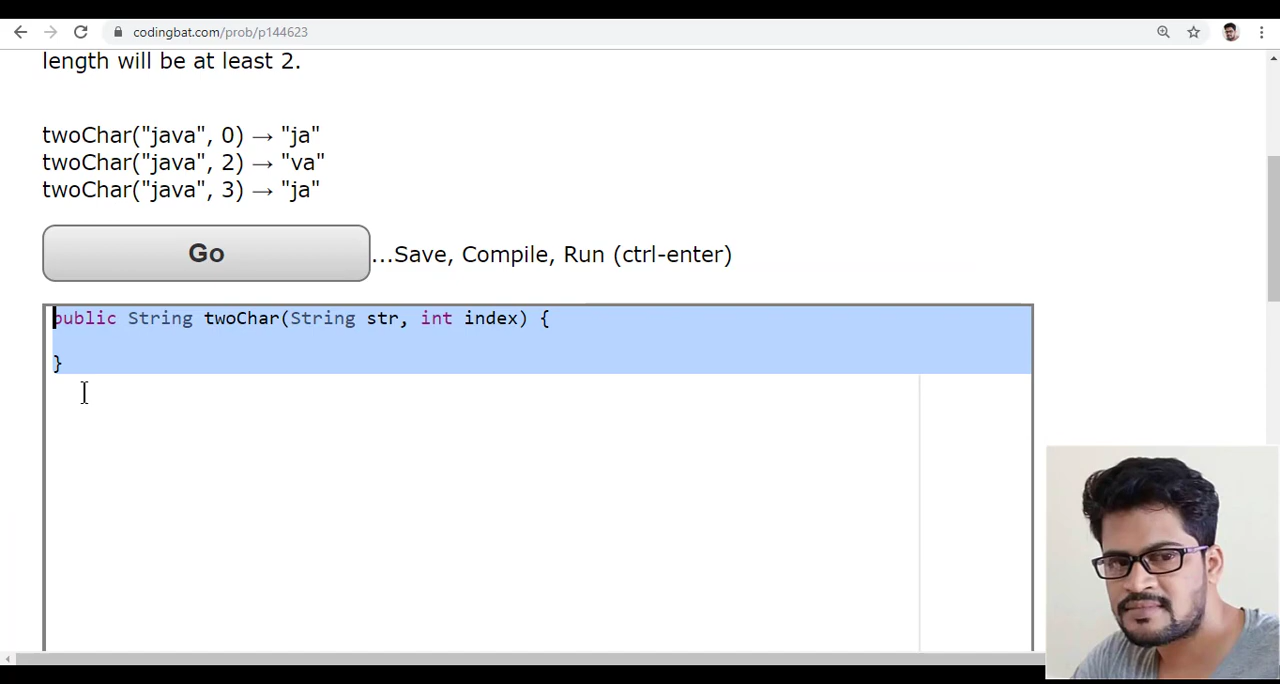 codingbat.com/prob/p144623
length will be at least 2.
twoChar("java", 0) → "ja"
twoChar("java", 2) → "va"
twoChar("java", 3) → "ja"
Go ...Save, Compile, Run (ctrl-enter)
public String twoChar(String str, int index) {
}